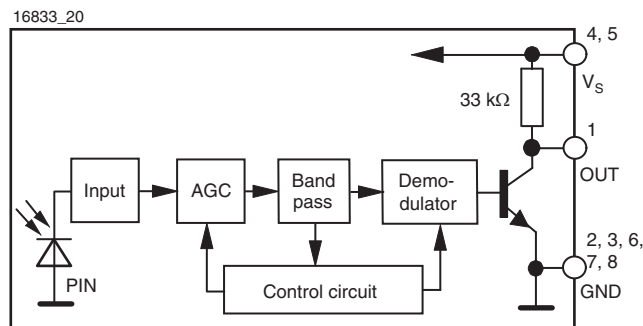 16833_20
4, 5
V_S
33 kΩ
1
OUT
Input
AGC
Band
pass
Demo-
dulator
2, 3, 6,
7, 8
GND
PIN
Control circuit